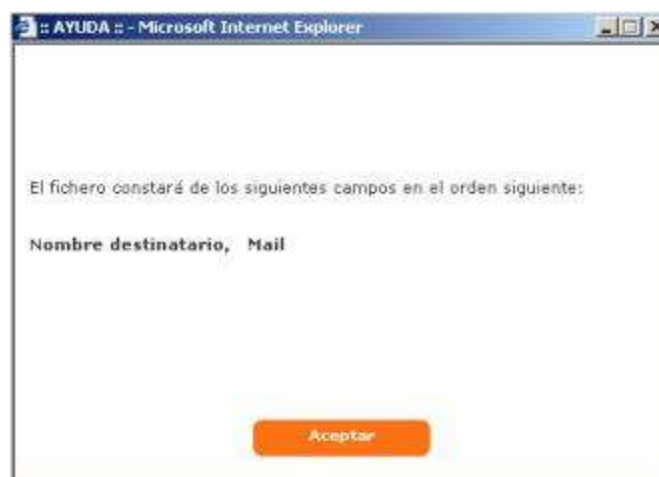 :: AYUDA :: - Microsoft Internet Explorer
El fichero constará de los siguientes campos en el orden siguiente:
Nombre destinatario, Mail
Aceptar